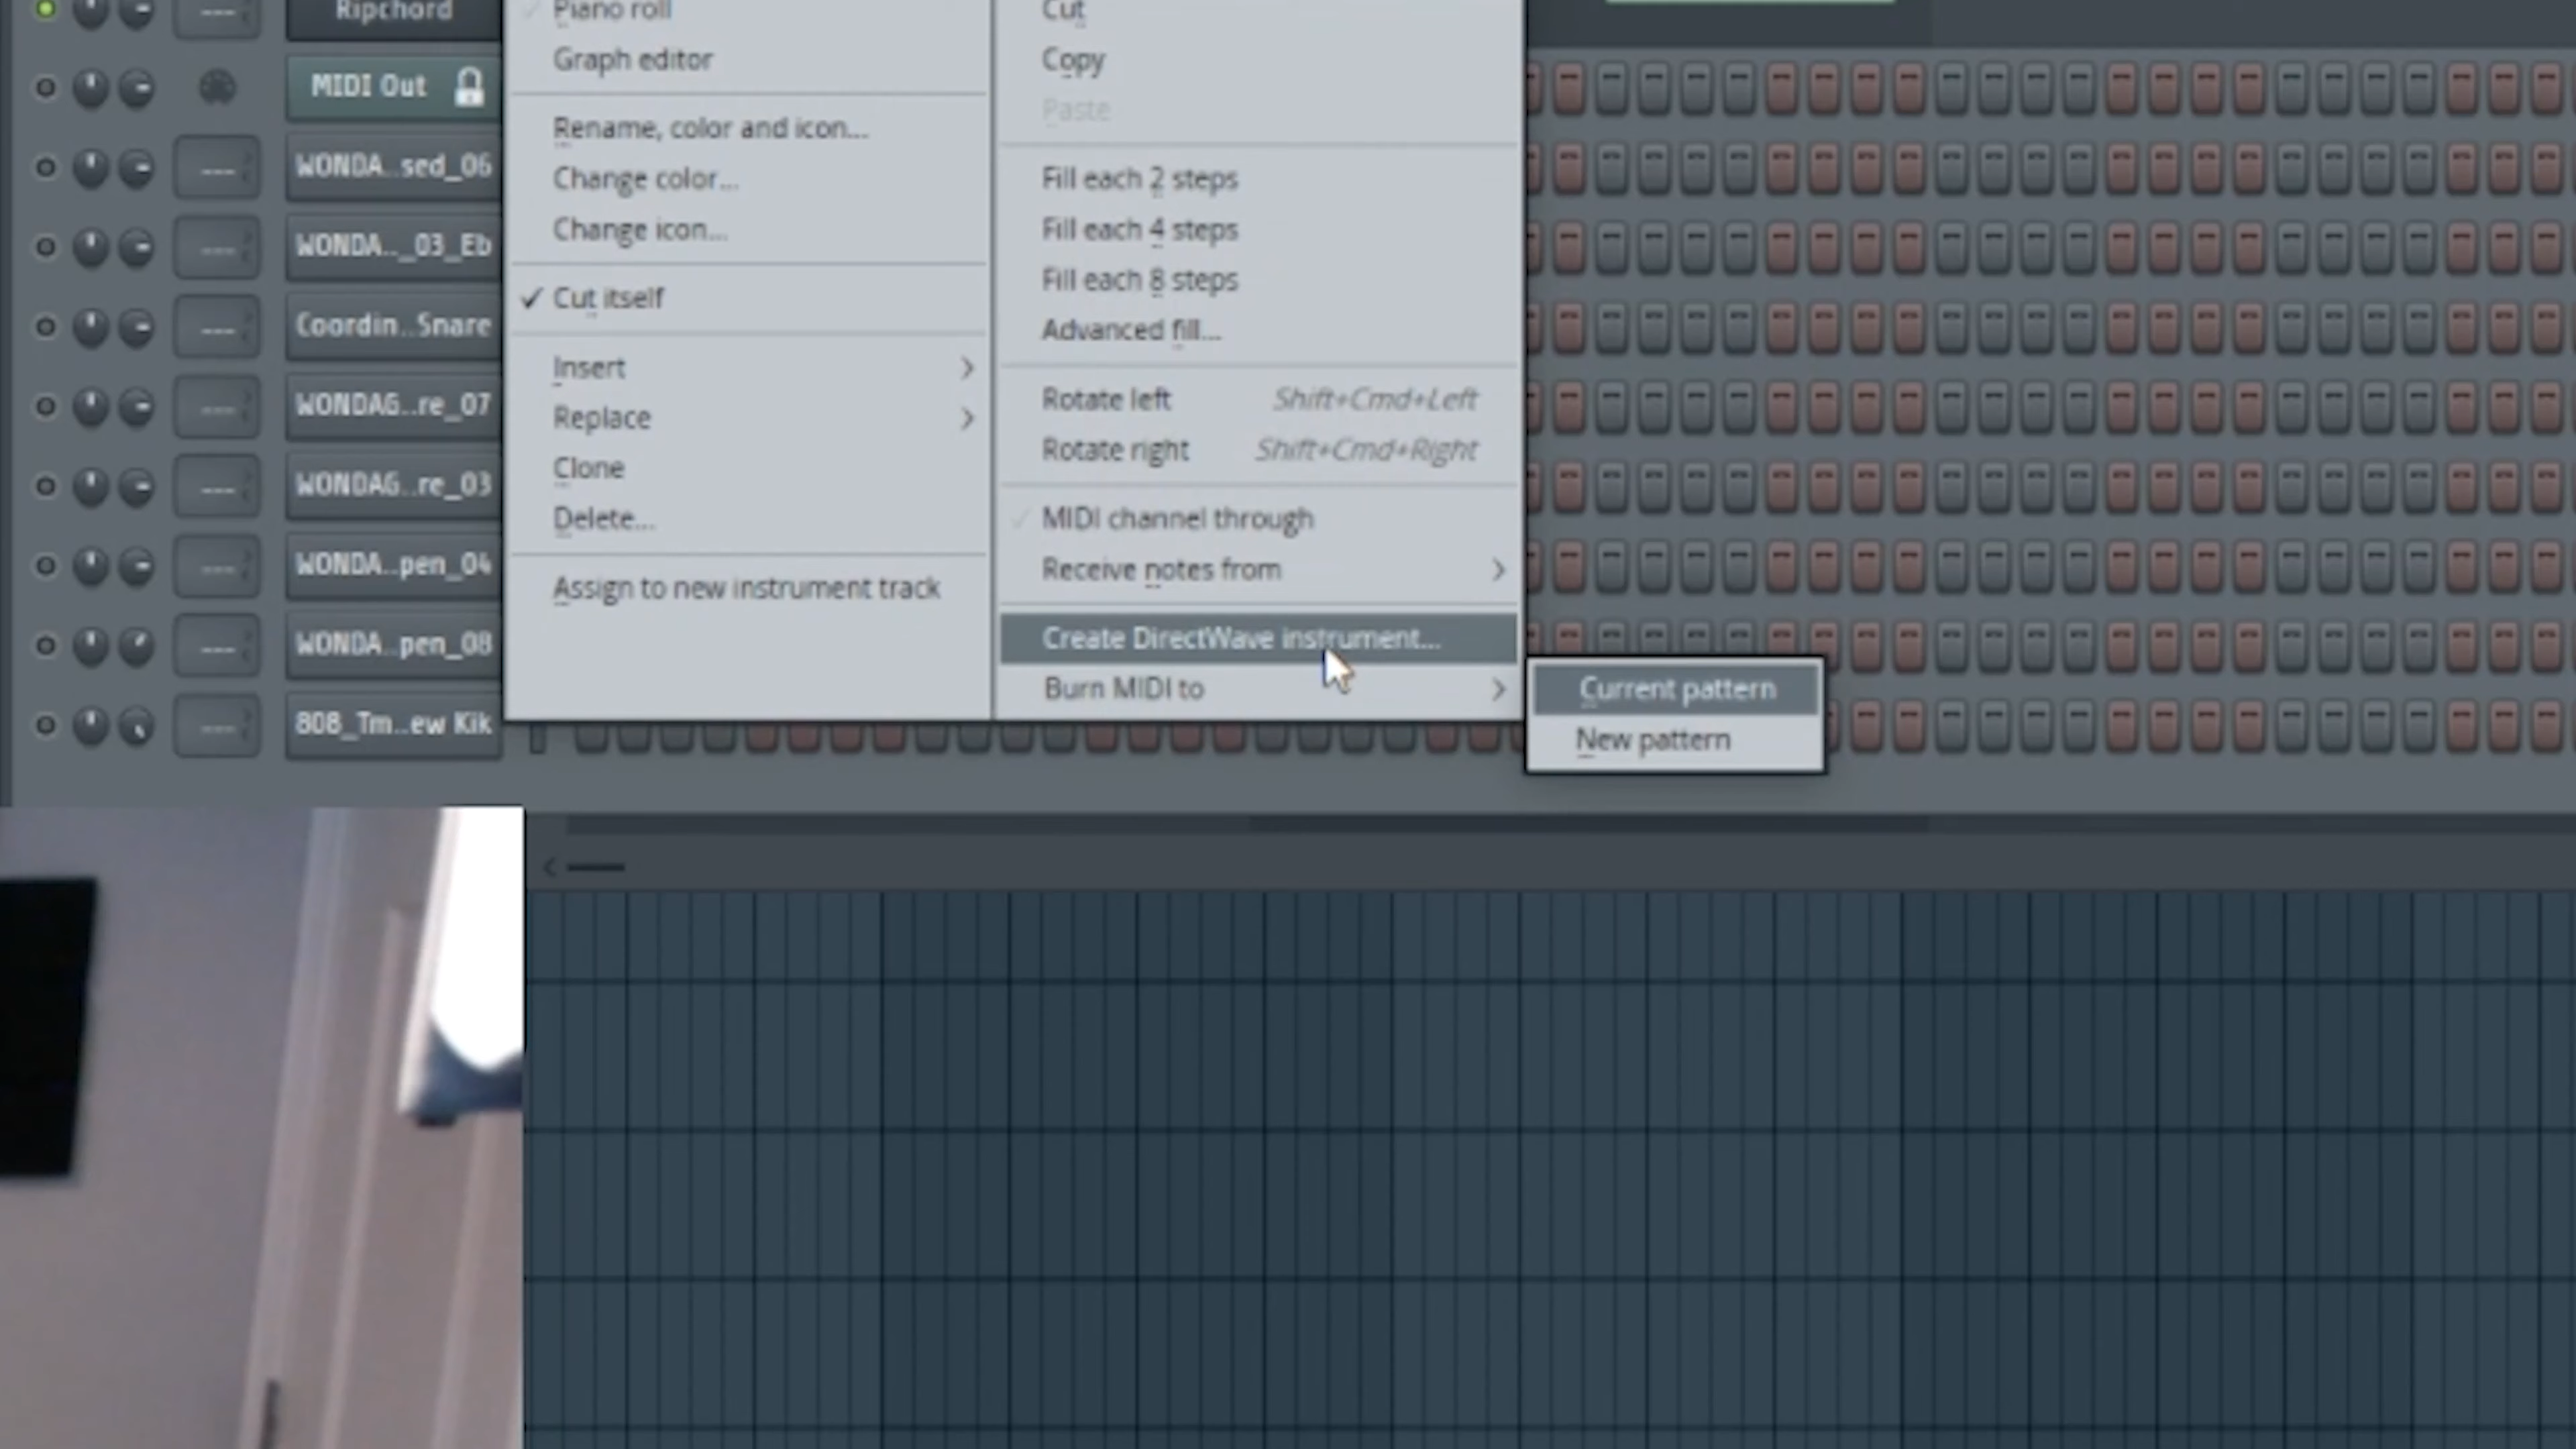 Ripchord
MIDI Out
WONDA..sed_06
WONDA.._03_Eb
Coordin..Snare
WONDAG..re_07
WONDAG..re_03
WONDA..pen_04
WONDA..pen_08
808_Tm..ew Kik
Piano roll
Graph editor
Rename, color and icon...
Change color...
Change icon...
Cut itself
Insert
Replace
Clone
Delete...
Assign to new instrument track
Cut
Copy
Paste
Fill each 2 steps
Fill each 4 steps
Fill each 8 steps
Advanced fill...
Rotate left Shift+Cmd+Left
Rotate right Shift+Cmd+Right
MIDI channel through
Receive notes from
Create DirectWave instrument...
Burn MIDI to
Current pattern
New pattern